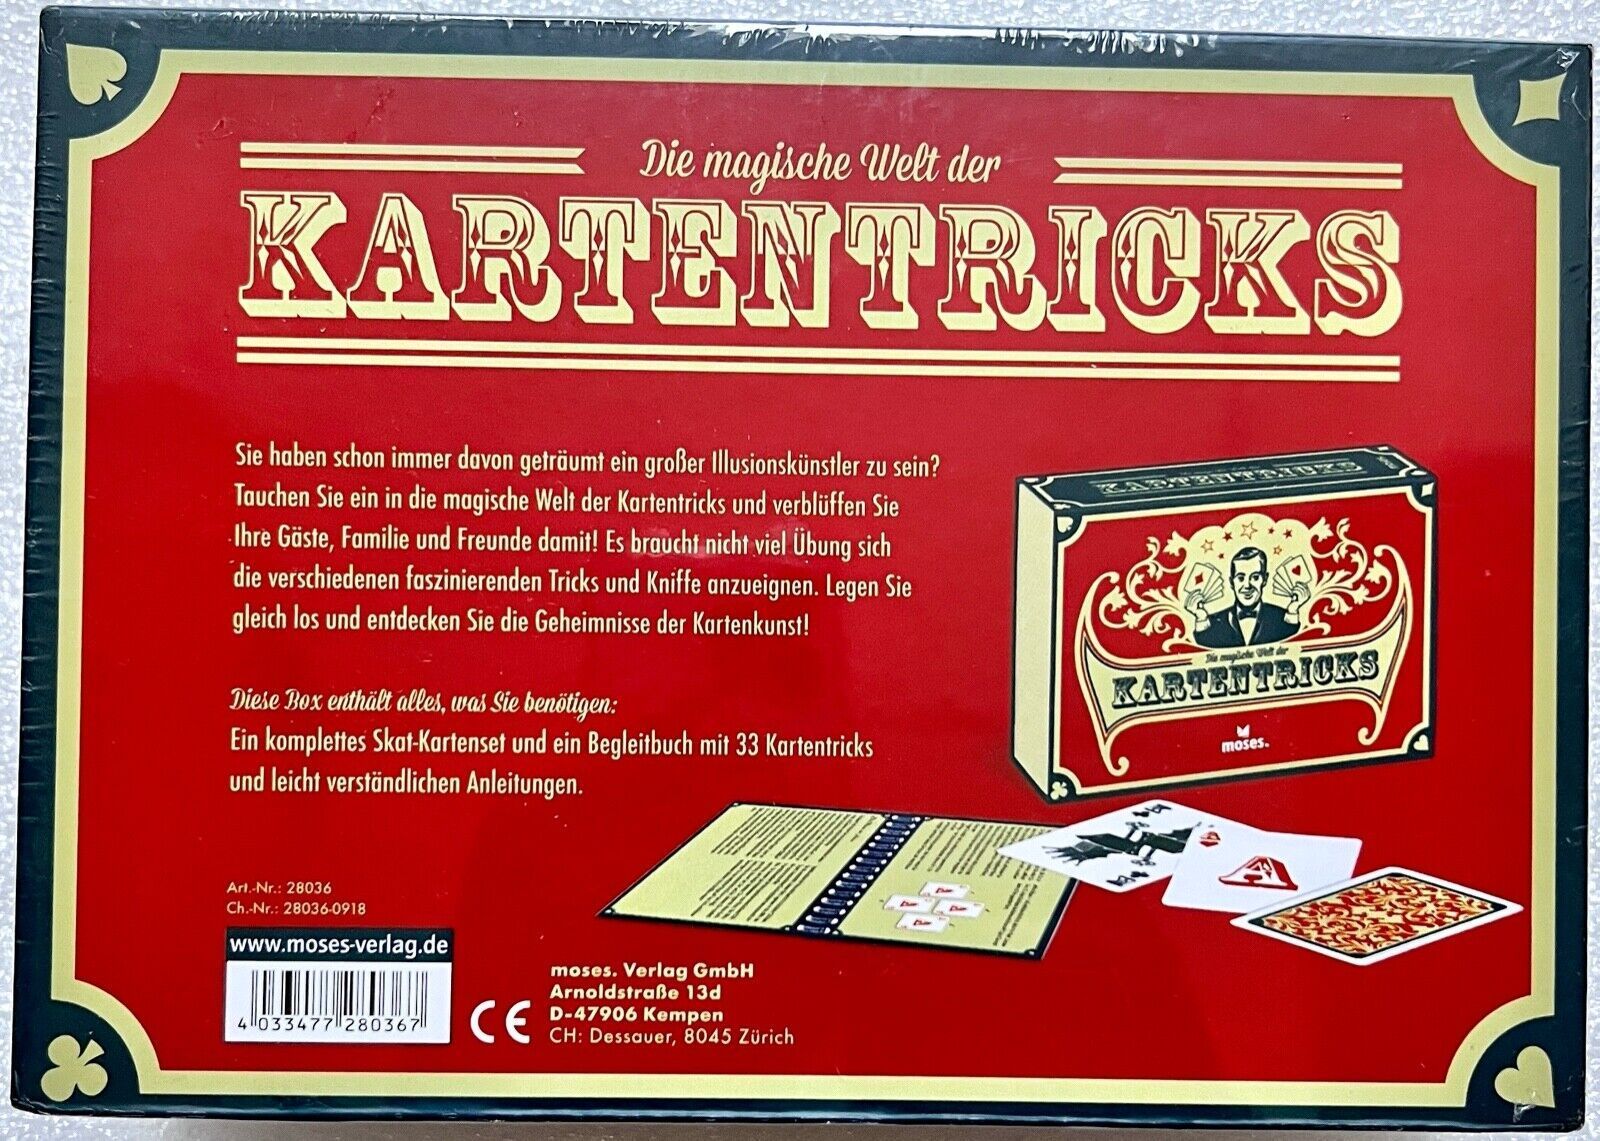 Die magische Welt der
KARTENTRICKS
Sie haben schon immer davon geträumt ein großer Illusionskünstler zu sein?
Tauchen Sie ein in die magische Welt der Kartentricks und verblüffen Sie
Ihre Gäste, Familie und Freunde damit! Es braucht nicht viel Übung sich
die verschiedenen faszinierenden Tricks und Kniffe anzueignen. Legen Sie
gleich los und entdecken Sie die Geheimnisse der Kartenkunst!
Diese Box enthält alles, was Sie benötigen:
Ein komplettes Skat-Kartenset und ein Begleitbuch mit 33 Kartentricks
und leicht verständlichen Anleitungen.
KARTENTRICKS
Die magische Welt der
KARTENTRICKS
moses.
Art.-Nr.: 28036
Ch.-Nr.: 28036-0918
www.moses-verlag.de
4 033477 280367
CE
moses. Verlag GmbH
Arnoldstraße 13d
D-47906 Kempen
CH: Dessauer, 8045 Zürich